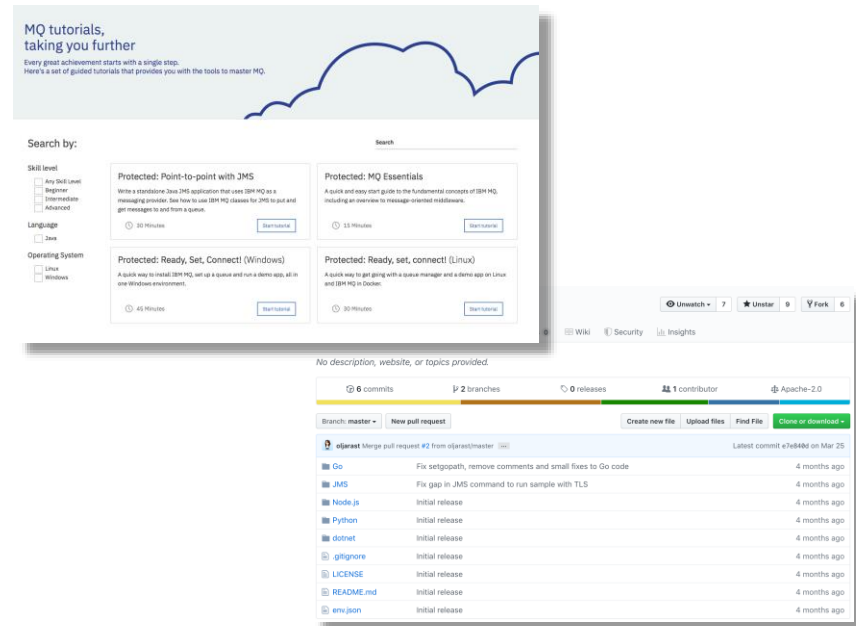 MQ tutorials,
taking you further
Every great achievement starts with a single step.
Here's a set of guided tutorials that provides you with the tools to master MQ.
Search by:
Search
Skill level
Any Skill Level
Beginner
Intermediate
Advanced
Language
Java
Operating System
Linux
Windows
Protected: Point-to-point with JMS
Write a standalone Java JMS application that uses IBM MQ as a
messaging provider. See how to use IBM MQ classes for JMS to put and
get messages to and from a queue.
30 Minutes
Start tutorial
Protected: MQ Essentials
A quick and easy start guide to the fundamental concepts of IBM MQ,
including an overview to message-oriented middleware.
15 Minutes
Start tutorial
Protected: Ready, Set, Connect! (Windows)
A quick way to install IBM MQ, set up a queue and run a demo app, all in
one Windows environment.
45 Minutes
Start tutorial
Protected: Ready, set, connect! (Linux)
A quick way to get going with a queue manager and a demo app on Linux
and IBM MQ in Docker.
30 Minutes
Start tutorial
Unwatch 7 Unstar 9 Fork 6
0 Wiki Security Insights
No description, website, or topics provided.
6 commits 2 branches 0 releases 1 contributor Apache-2.0
Branch: master New pull request Create new file Upload files Find File Clone or download
oljarast Merge pull request #2 from oljarast/master ... Latest commit e7e840d on Mar 25
Go Fix setgopath, remove comments and small fixes to Go code 4 months ago
JMS Fix gap in JMS command to run sample with TLS 4 months ago
Node.js Initial release 4 months ago
Python Initial release 4 months ago
dotnet Initial release 4 months ago
.gitignore Initial release 4 months ago
LICENSE Initial release 4 months ago
README.md Initial release 4 months ago
env.json Initial release 4 months ago